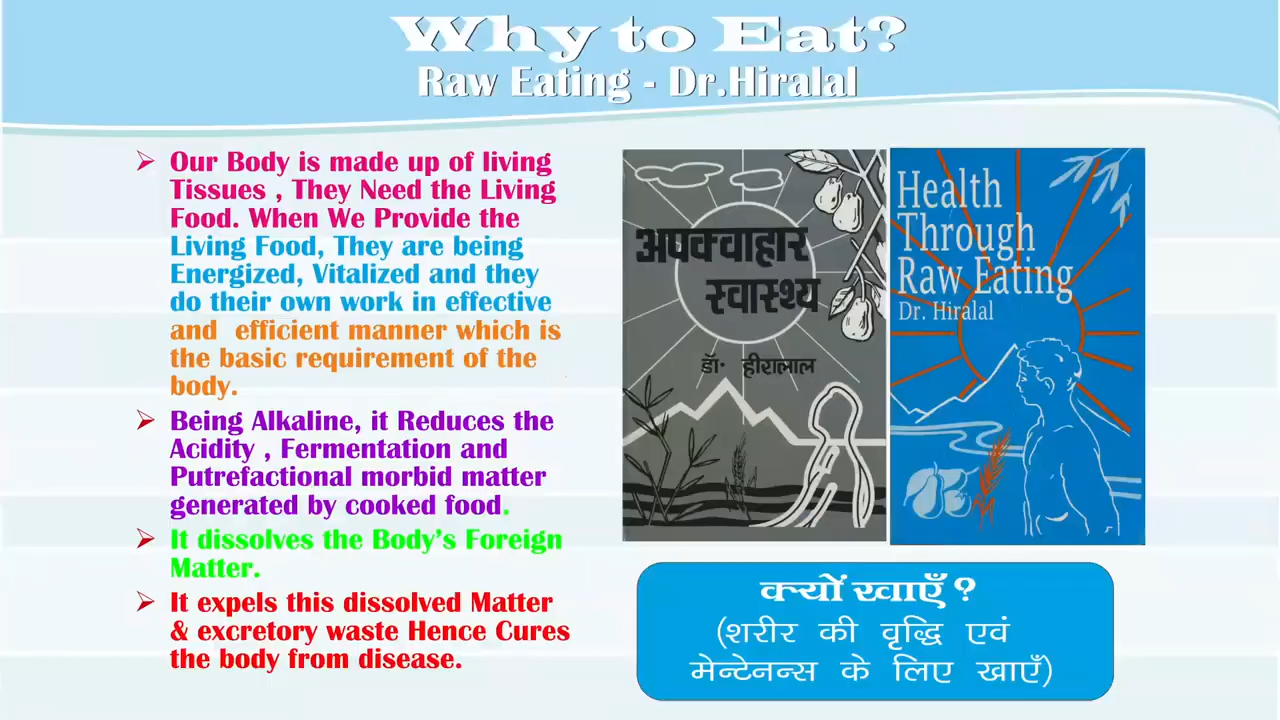 Why to Eat?
Raw Eating - Dr.Hiralal
Our Body is made up of living
Tissues , They Need the Living
Food. When We Provide the
Living Food, They are being
Energized, Vitalized and they
do their own work in effective
and efficient manner which is
the basic requirement of the
body.
Being Alkaline, it Reduces the
Acidity , Fermentation and
Putrefactional morbid matter
generated by cooked food.
It dissolves the Body's Foreign
Matter.
It expels this dissolved Matter
& excretory waste Hence Cures
the body from disease.
अपक्वाहार
स्वास्थ्य
डॉ. हीरालाल
Health
Through
Raw Eating
Dr. Hiralal
क्यों खाएँ ?
(शरीर की वृद्धि एवं
मेन्टेनन्स के लिए खाएँ)